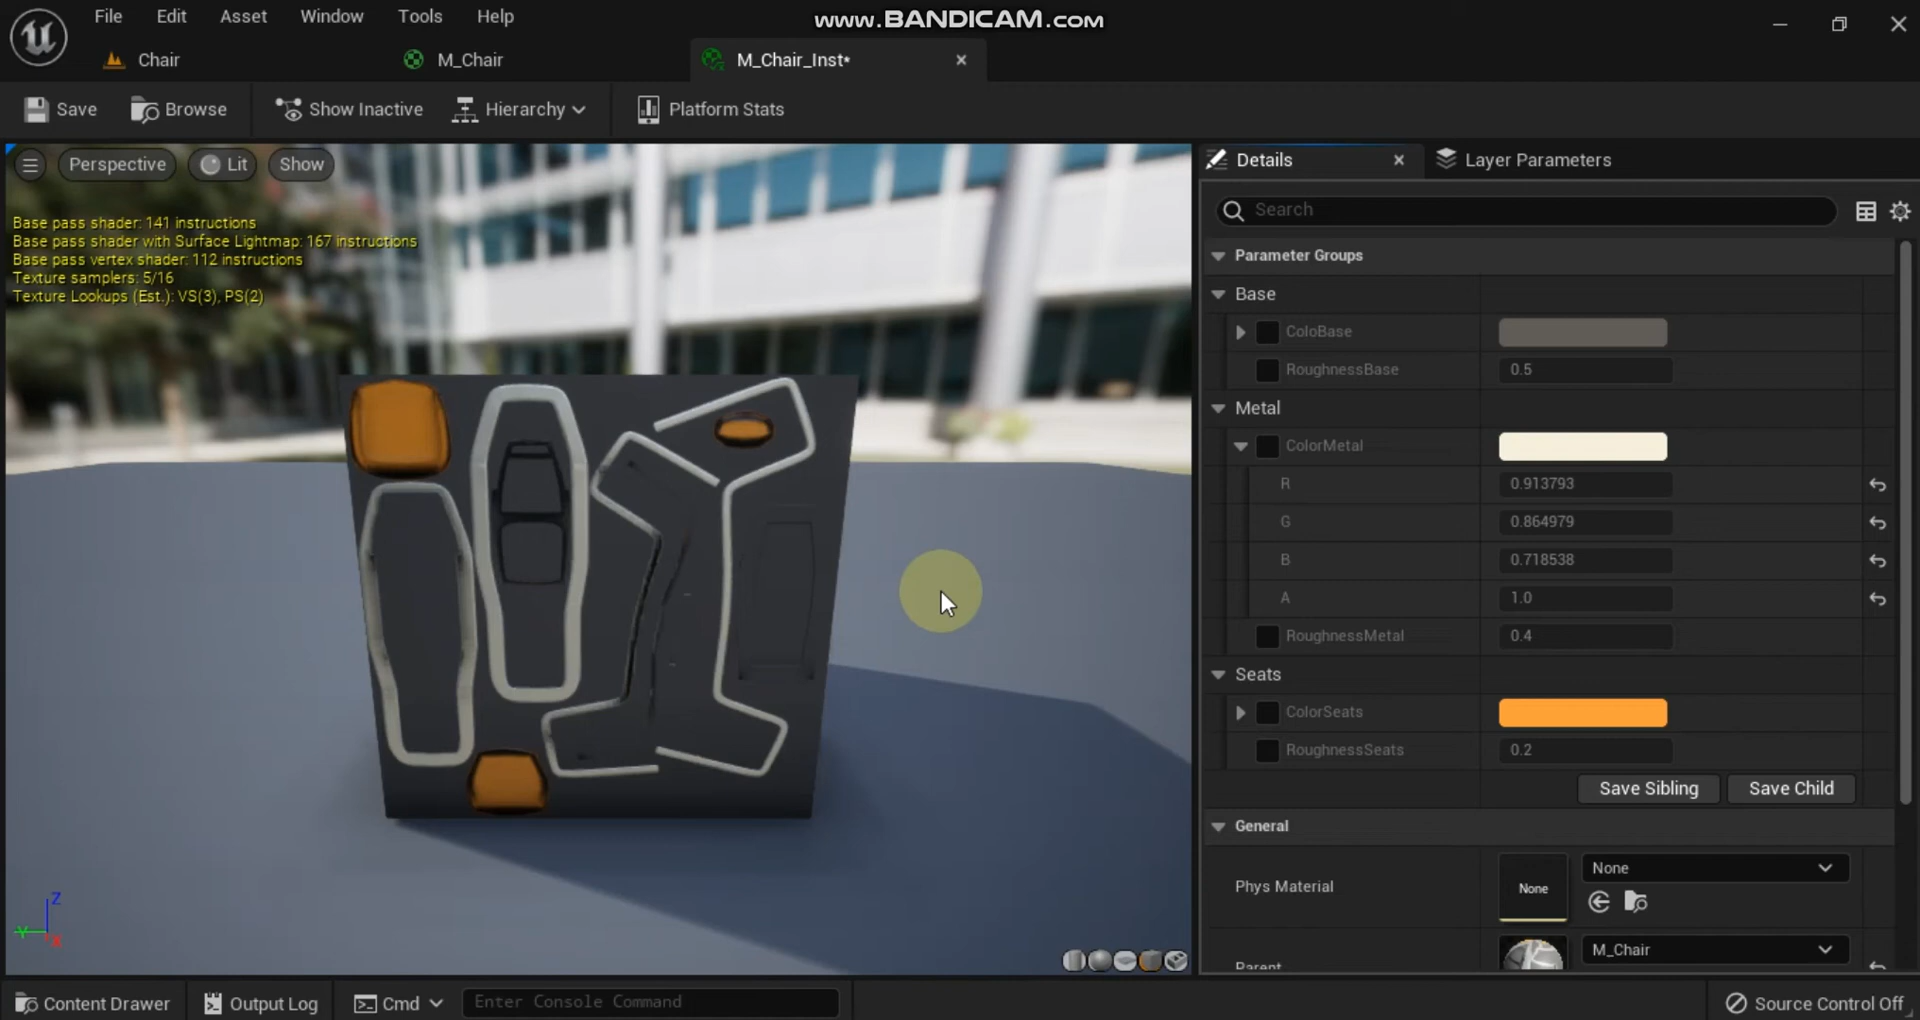 File Edit Asset Window Tools Help
www.BANDICAM.com
Chair M_Chair M_Chair_Inst*
Save Browse Show Inactive Hierarchy Platform Stats
Perspective Lit Show
Base pass shader: 141 instructions
Base pass shader with Surface Lightmap: 167 instructions
Base pass vertex shader: 112 instructions
Texture samplers: 5/16
Texture Lookups (Est.): VS(3), PS(2)
Z
Y
X
Details Layer Parameters
Search
Parameter Groups
Base
ColoBase
RoughnessBase 0.5
Metal
ColorMetal
R 0.913793
G 0.864979
B 0.718538
A 1.0
RoughnessMetal 0.4
Seats
ColorSeats
RoughnessSeats 0.2
Save Sibling Save Child
General
Phys Material None None
Parent M_Chair
Content Drawer Output Log Cmd Enter Console Command Source Control Off